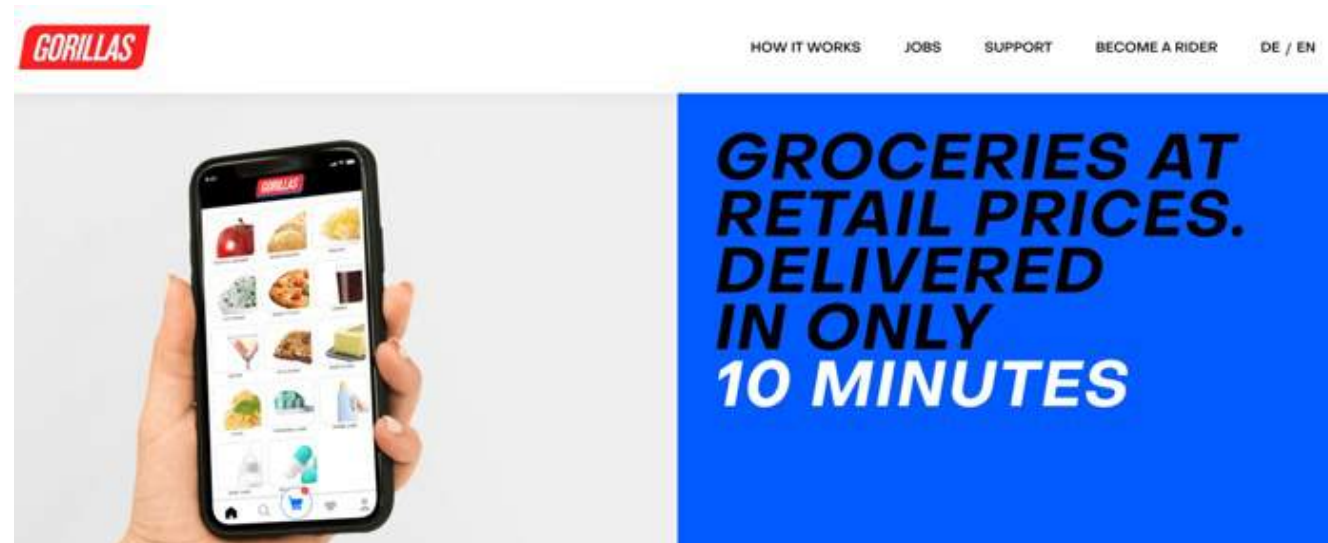 GORILLAS
HOW IT WORKS JOBS SUPPORT BECOME A RIDER DE / EN
GORILLAS
GROCERIES AT
RETAIL PRICES.
DELIVERED
IN ONLY
10 MINUTES